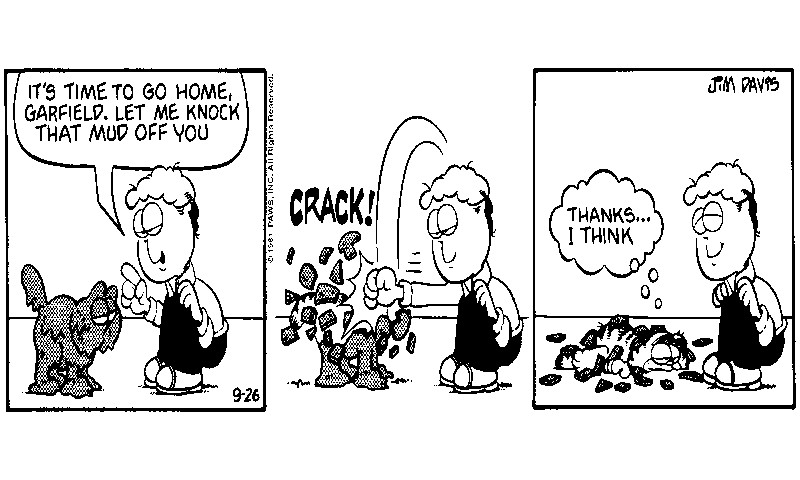 IT'S TIME TO GO HOME,
GARFIELD. LET ME KNOCK
THAT MUD OFF YOU
9-26
© 1981 PAWS, INC. All Rights Reserved.
CRACK!
JIM DAVIS
THANKS...
I THINK